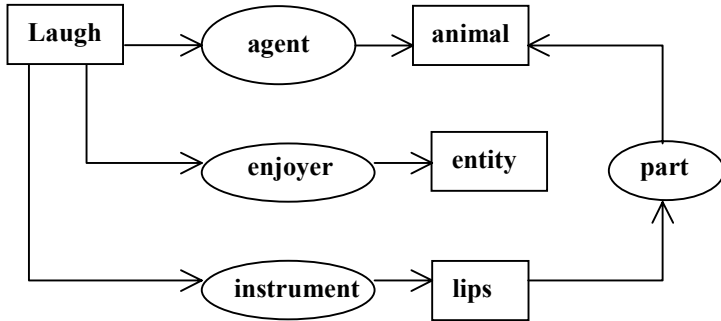 Laugh
agent
animal
enjoyer
entity
part
instrument
lips